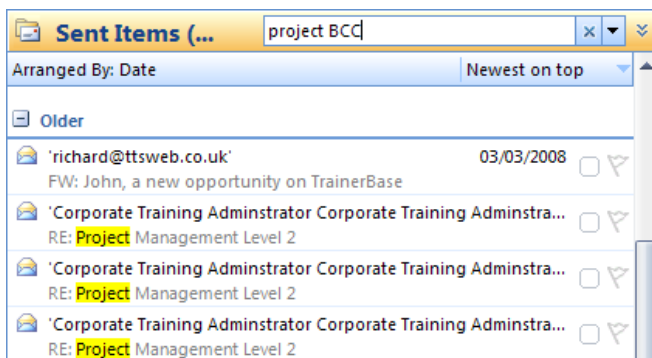 Sent Items (... project BCC
Arranged By: Date Newest on top
Older
'richard@ttsweb.co.uk' 03/03/2008
FW: John, a new opportunity on TrainerBase
'Corporate Training Adminstrator Corporate Training Adminstra...
RE: Project Management Level 2
'Corporate Training Adminstrator Corporate Training Adminstra...
RE: Project Management Level 2
'Corporate Training Adminstrator Corporate Training Adminstra...
RE: Project Management Level 2